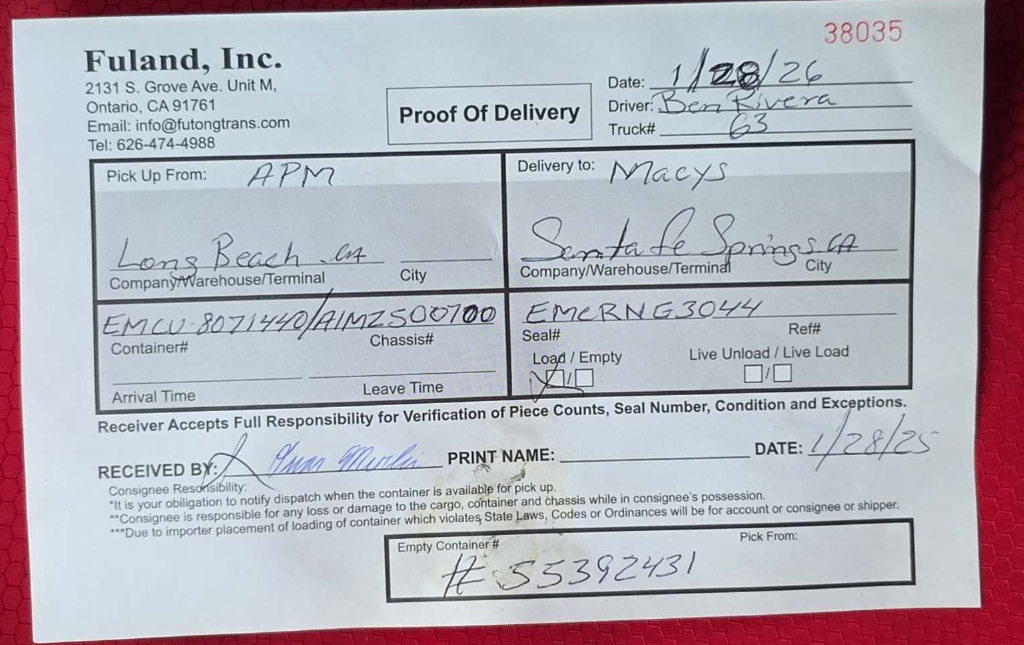 38035
Fuland, Inc.
2131 S. Grove Ave. Unit M,
Ontario, CA 91761
Email: info@futongtrans.com
Tel: 626-474-4988
Proof Of Delivery
Date: 1/28/26
Driver: Ben Rivera
Truck# 63
Pick Up From: APM
Long Beach CA
Company/Warehouse/Terminal City
Delivery to: Macys
Santa fe Springs CA
Company/Warehouse/Terminal City
EMCU-8071440/AIMZ500700
Container# Chassis#
Arrival Time Leave Time
EMCRNG3044
Seal# Ref#
Load / Empty Live Unload / Live Load
Receiver Accepts Full Responsibility for Verification of Piece Counts, Seal Number, Condition and Exceptions.
RECEIVED BY: PRINT NAME: DATE: 1/28/25
Consignee Resonsibility:
*It is your obiligation to notify dispatch when the container is available for pick up.
**Consignee is responsible for any loss or damage to the cargo, container and chassis while in consignee's possession.
***Due to importer placement of loading of container which violates State Laws, Codes or Ordinances will be for account or consignee or shipper.
Empty Container # Pick From:
# 55392431